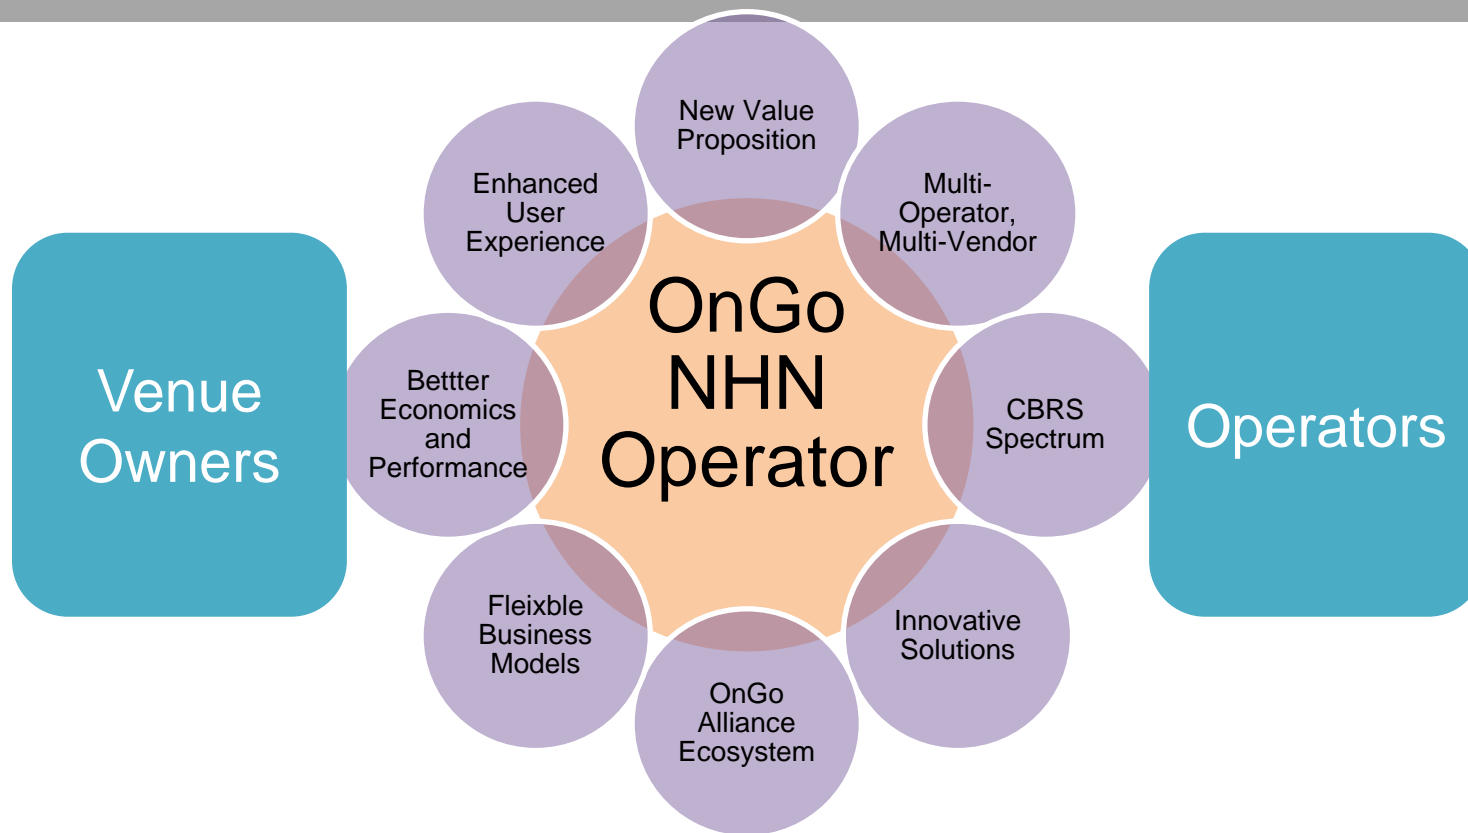 New Value
Proposition
Enhanced
User
Experience
Multi-
Operator,
Multi-Vendor
Venue
Owners
Bettter
Economics
and
Performance
OnGo
NHN
Operator
CBRS
Spectrum
Operators
Fleixble
Business
Models
Innovative
Solutions
OnGo
Alliance
Ecosystem